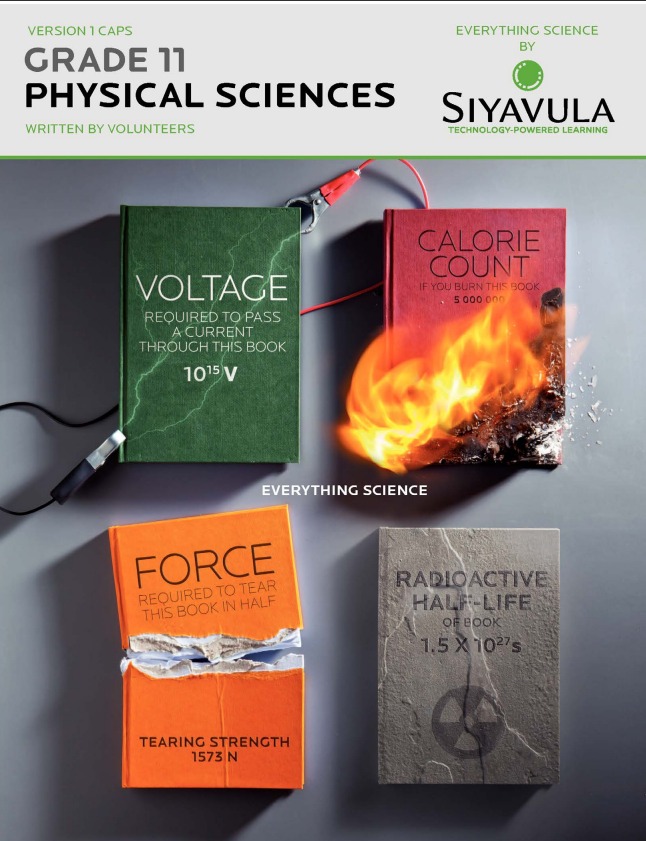 VERSION 1 CAPS
GRADE 11
PHYSICAL SCIENCES
WRITTEN BY VOLUNTEERS
EVERYTHING SCIENCE
BY
SIYAVULA
TECHNOLOGY-POWERED LEARNING
VOLTAGE
REQUIRED TO PASS
A CURRENT
THROUGH THIS BOOK
10¹⁵ V
CALORIE
COUNT
IF YOU BURN THIS BOOK
5 000 000
EVERYTHING SCIENCE
FORCE
REQUIRED TO TEAR
THIS BOOK IN HALF
TEARING STRENGTH
1573 N
RADIOACTIVE
HALF-LIFE
OF BOOK
1.5 X 10²⁷s